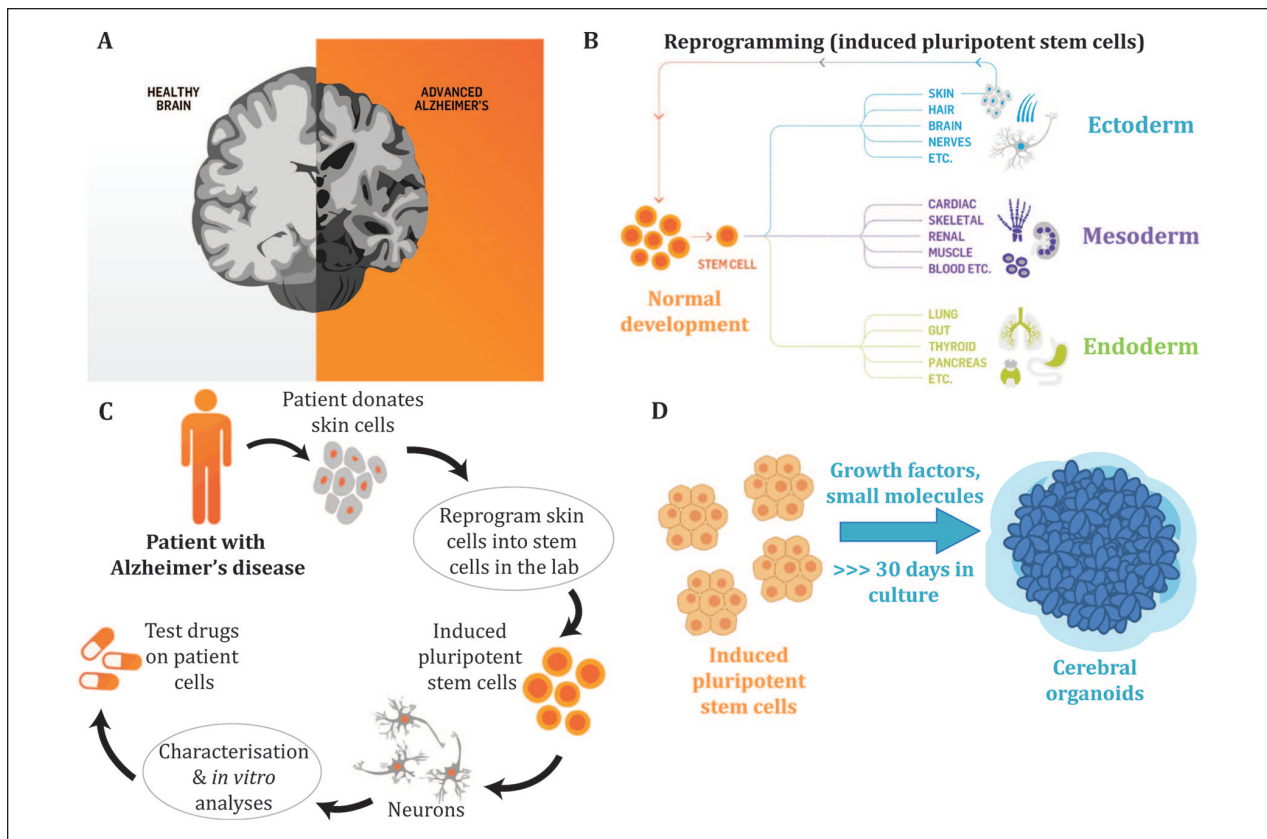 A
HEALTHY
BRAIN
ADVANCED
ALZHEIMER'S
B
Reprogramming (induced pluripotent stem cells)
SKIN
HAIR
BRAIN
NERVES
ETC.
Ectoderm
STEM CELL
Normal
development
CARDIAC
SKELETAL
RENAL
MUSCLE
BLOOD ETC.
Mesoderm
LUNG
GUT
THYROID
PANCREAS
ETC.
Endoderm
C
Patient donates
skin cells
Patient with
Alzheimer's disease
Reprogram skin
cells into stem
cells in the lab
Induced
pluripotent
stem cells
Neurons
Characterisation
& in vitro
analyses
Test drugs
on patient
cells
D
Induced
pluripotent
stem cells
Growth factors,
small molecules
>>> 30 days in
culture
Cerebral
organoids